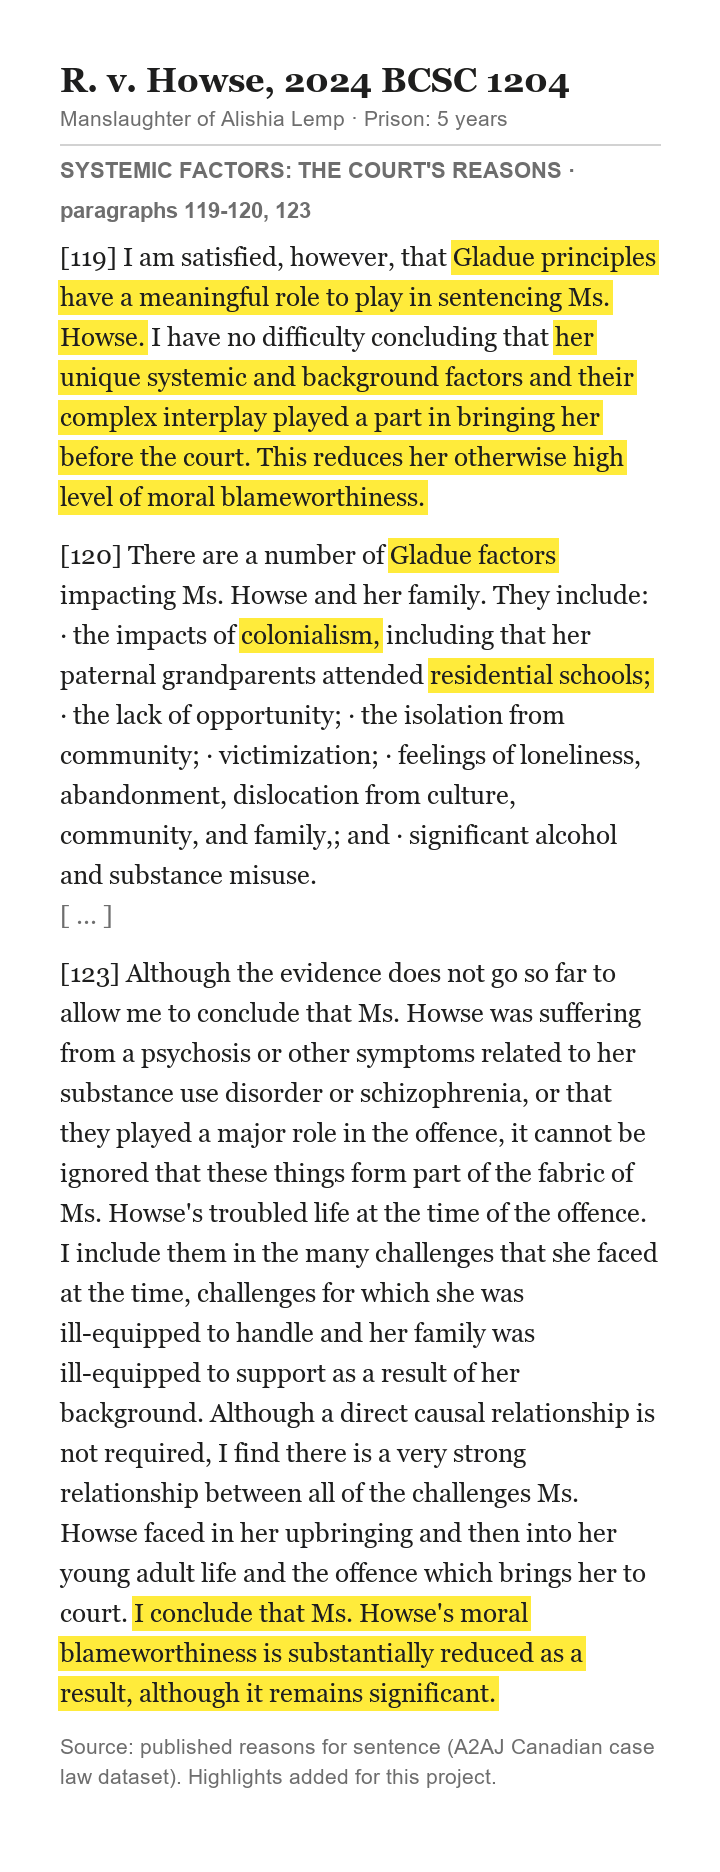 R. v. Howse, 2024 BCSC 1204
Manslaughter of Alishia Lemp · Prison: 5 years
SYSTEMIC FACTORS: THE COURT'S REASONS ·
paragraphs 119-120, 123
[119] I am satisfied, however, that Gladue principles
have a meaningful role to play in sentencing Ms.
Howse. I have no difficulty concluding that her
unique systemic and background factors and their
complex interplay played a part in bringing her
before the court. This reduces her otherwise high
level of moral blameworthiness.
[120] There are a number of Gladue factors
impacting Ms. Howse and her family. They include:
· the impacts of colonialism, including that her
paternal grandparents attended residential schools;
· the lack of opportunity; · the isolation from
community; · victimization; · feelings of loneliness,
abandonment, dislocation from culture,
community, and family,; and · significant alcohol
and substance misuse.
[ ... ]
[123] Although the evidence does not go so far to
allow me to conclude that Ms. Howse was suffering
from a psychosis or other symptoms related to her
substance use disorder or schizophrenia, or that
they played a major role in the offence, it cannot be
ignored that these things form part of the fabric of
Ms. Howse's troubled life at the time of the offence.
I include them in the many challenges that she faced
at the time, challenges for which she was
ill-equipped to handle and her family was
ill-equipped to support as a result of her
background. Although a direct causal relationship is
not required, I find there is a very strong
relationship between all of the challenges Ms.
Howse faced in her upbringing and then into her
young adult life and the offence which brings her to
court. I conclude that Ms. Howse's moral
blameworthiness is substantially reduced as a
result, although it remains significant.
Source: published reasons for sentence (A2AJ Canadian case
law dataset). Highlights added for this project.